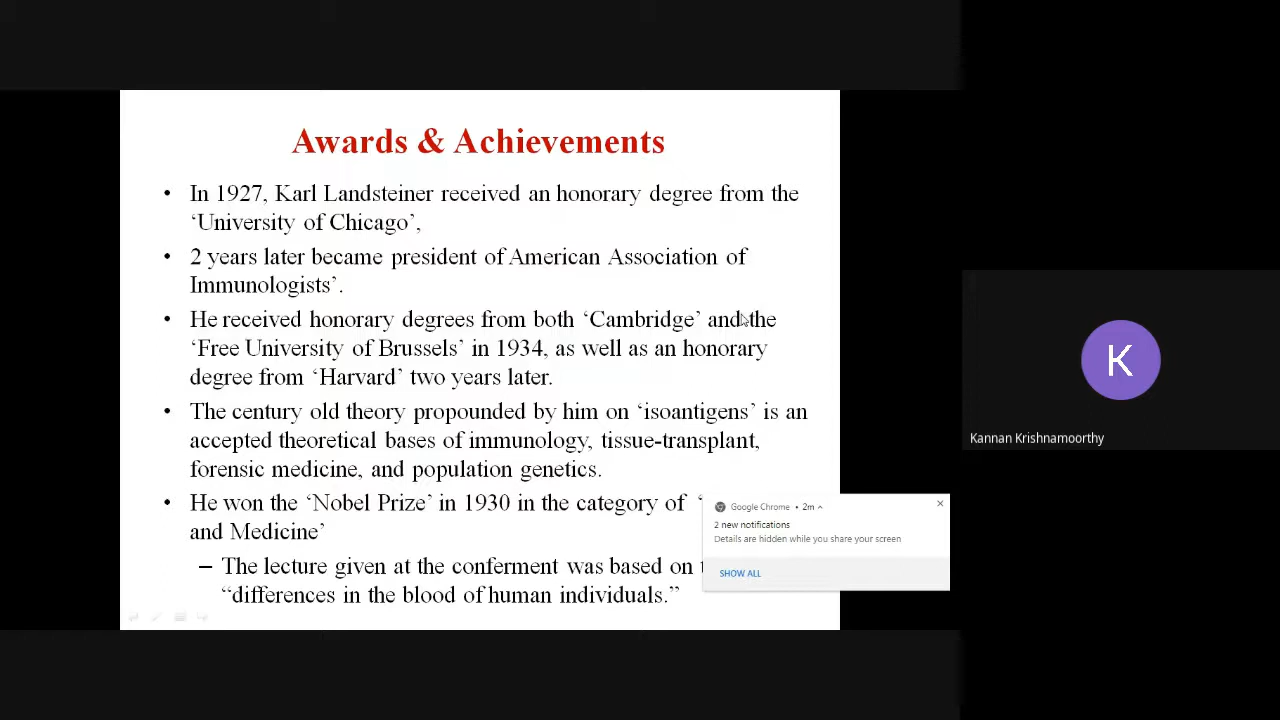 Awards & Achievements
• In 1927, Karl Landsteiner received an honorary degree from the
‘University of Chicago’,
• 2 years later became president of American Association of
Immunologists’.
• He received honorary degrees from both ‘Cambridge’ and the
‘Free University of Brussels’ in 1934, as well as an honorary
degree from ‘Harvard’ two years later.
• The century old theory propounded by him on ‘isoantigens’ is an
accepted theoretical bases of immunology, tissue-transplant,
forensic medicine, and population genetics.
• He won the ‘Nobel Prize’ in 1930 in the category of ‘
and Medicine’
– The lecture given at the conferment was based on
“differences in the blood of human individuals.”
Google Chrome • 2m
2 new notifications
Details are hidden while you share your screen
SHOW ALL
K
Kannan Krishnamoorthy